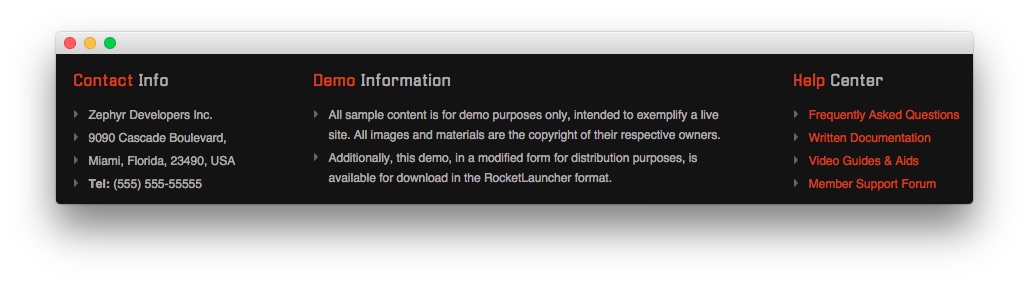 Contact Info
Zephyr Developers Inc.
9090 Cascade Boulevard,
Miami, Florida, 23490, USA
Tel: (555) 555-55555
Demo Information
All sample content is for demo purposes only, intended to exemplify a live
site. All images and materials are the copyright of their respective owners.
Additionally, this demo, in a modified form for distribution purposes, is
available for download in the RocketLauncher format.
Help Center
Frequently Asked Questions
Written Documentation
Video Guides & Aids
Member Support Forum